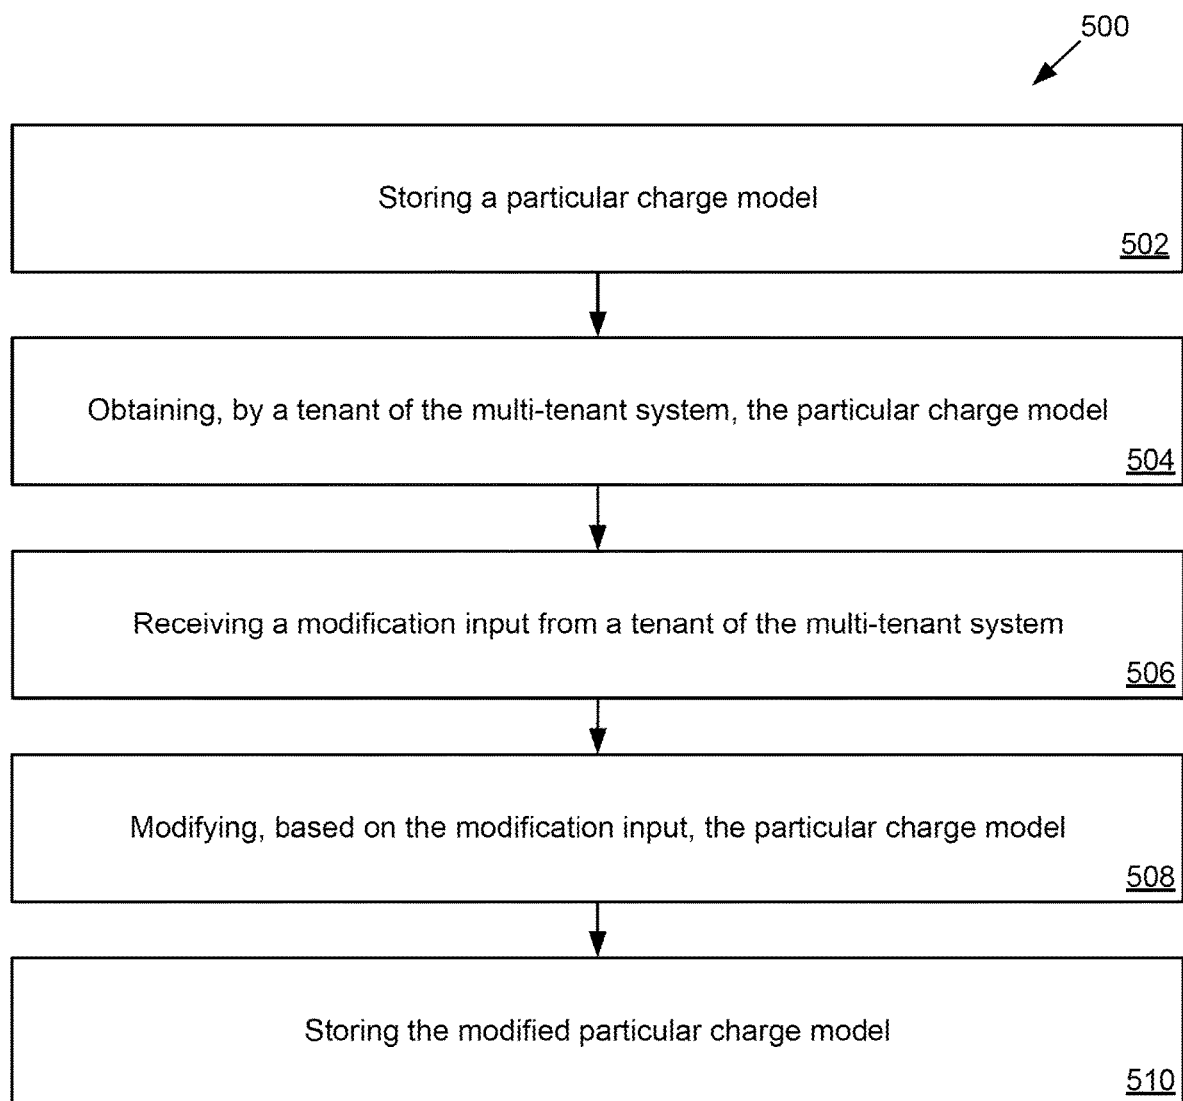 500
Storing a particular charge model
502
Obtaining, by a tenant of the multi-tenant system, the particular charge model
504
Receiving a modification input from a tenant of the multi-tenant system
506
Modifying, based on the modification input, the particular charge model
508
Storing the modified particular charge model
510